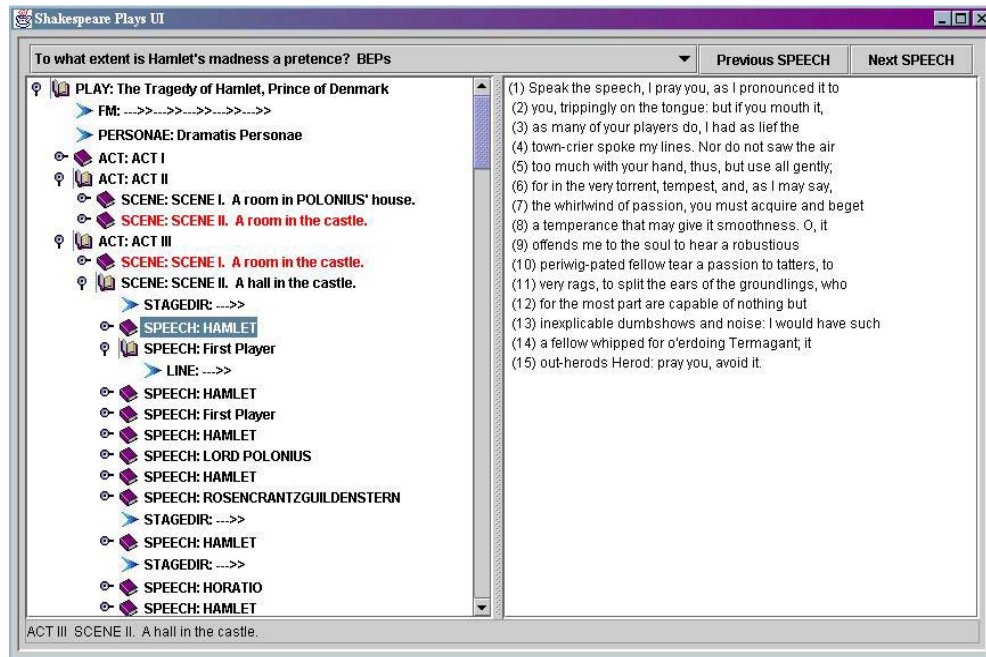 Shakespeare Plays UI
To what extent is Hamlet's madness a pretence? BEPs
Previous SPEECH
Next SPEECH
PLAY: The Tragedy of Hamlet, Prince of Denmark
FM: --->>--->>--->>--->>--->>
PERSONAE: Dramatis Personae
ACT: ACT I
ACT: ACT II
SCENE: SCENE I. A room in POLONIUS' house.
SCENE: SCENE II. A room in the castle.
ACT: ACT III
SCENE: SCENE I. A room in the castle.
SCENE: SCENE II. A hall in the castle.
STAGEDIR: --->>
SPEECH: HAMLET
SPEECH: First Player
LINE: --->>
SPEECH: HAMLET
SPEECH: First Player
SPEECH: HAMLET
SPEECH: LORD POLONIUS
SPEECH: HAMLET
SPEECH: ROSENCRANTZGUILDENSTERN
STAGEDIR: --->>
SPEECH: HAMLET
STAGEDIR: --->>
SPEECH: HORATIO
SPEECH: HAMLET
(1) Speak the speech, I pray you, as I pronounced it to
(2) you, trippingly on the tongue: but if you mouth it,
(3) as many of your players do, I had as lief the
(4) town-crier spoke my lines. Nor do not saw the air
(5) too much with your hand, thus, but use all gently;
(6) for in the very torrent, tempest, and, as I may say,
(7) the whirlwind of passion, you must acquire and beget
(8) a temperance that may give it smoothness. O, it
(9) offends me to the soul to hear a robustious
(10) periwig-pated fellow tear a passion to tatters, to
(11) very rags, to split the ears of the groundlings, who
(12) for the most part are capable of nothing but
(13) inexplicable dumbshows and noise: I would have such
(14) a fellow whipped for o'erdoing Termagant; it
(15) out-herods Herod: pray you, avoid it.
ACT III SCENE II. A hall in the castle.